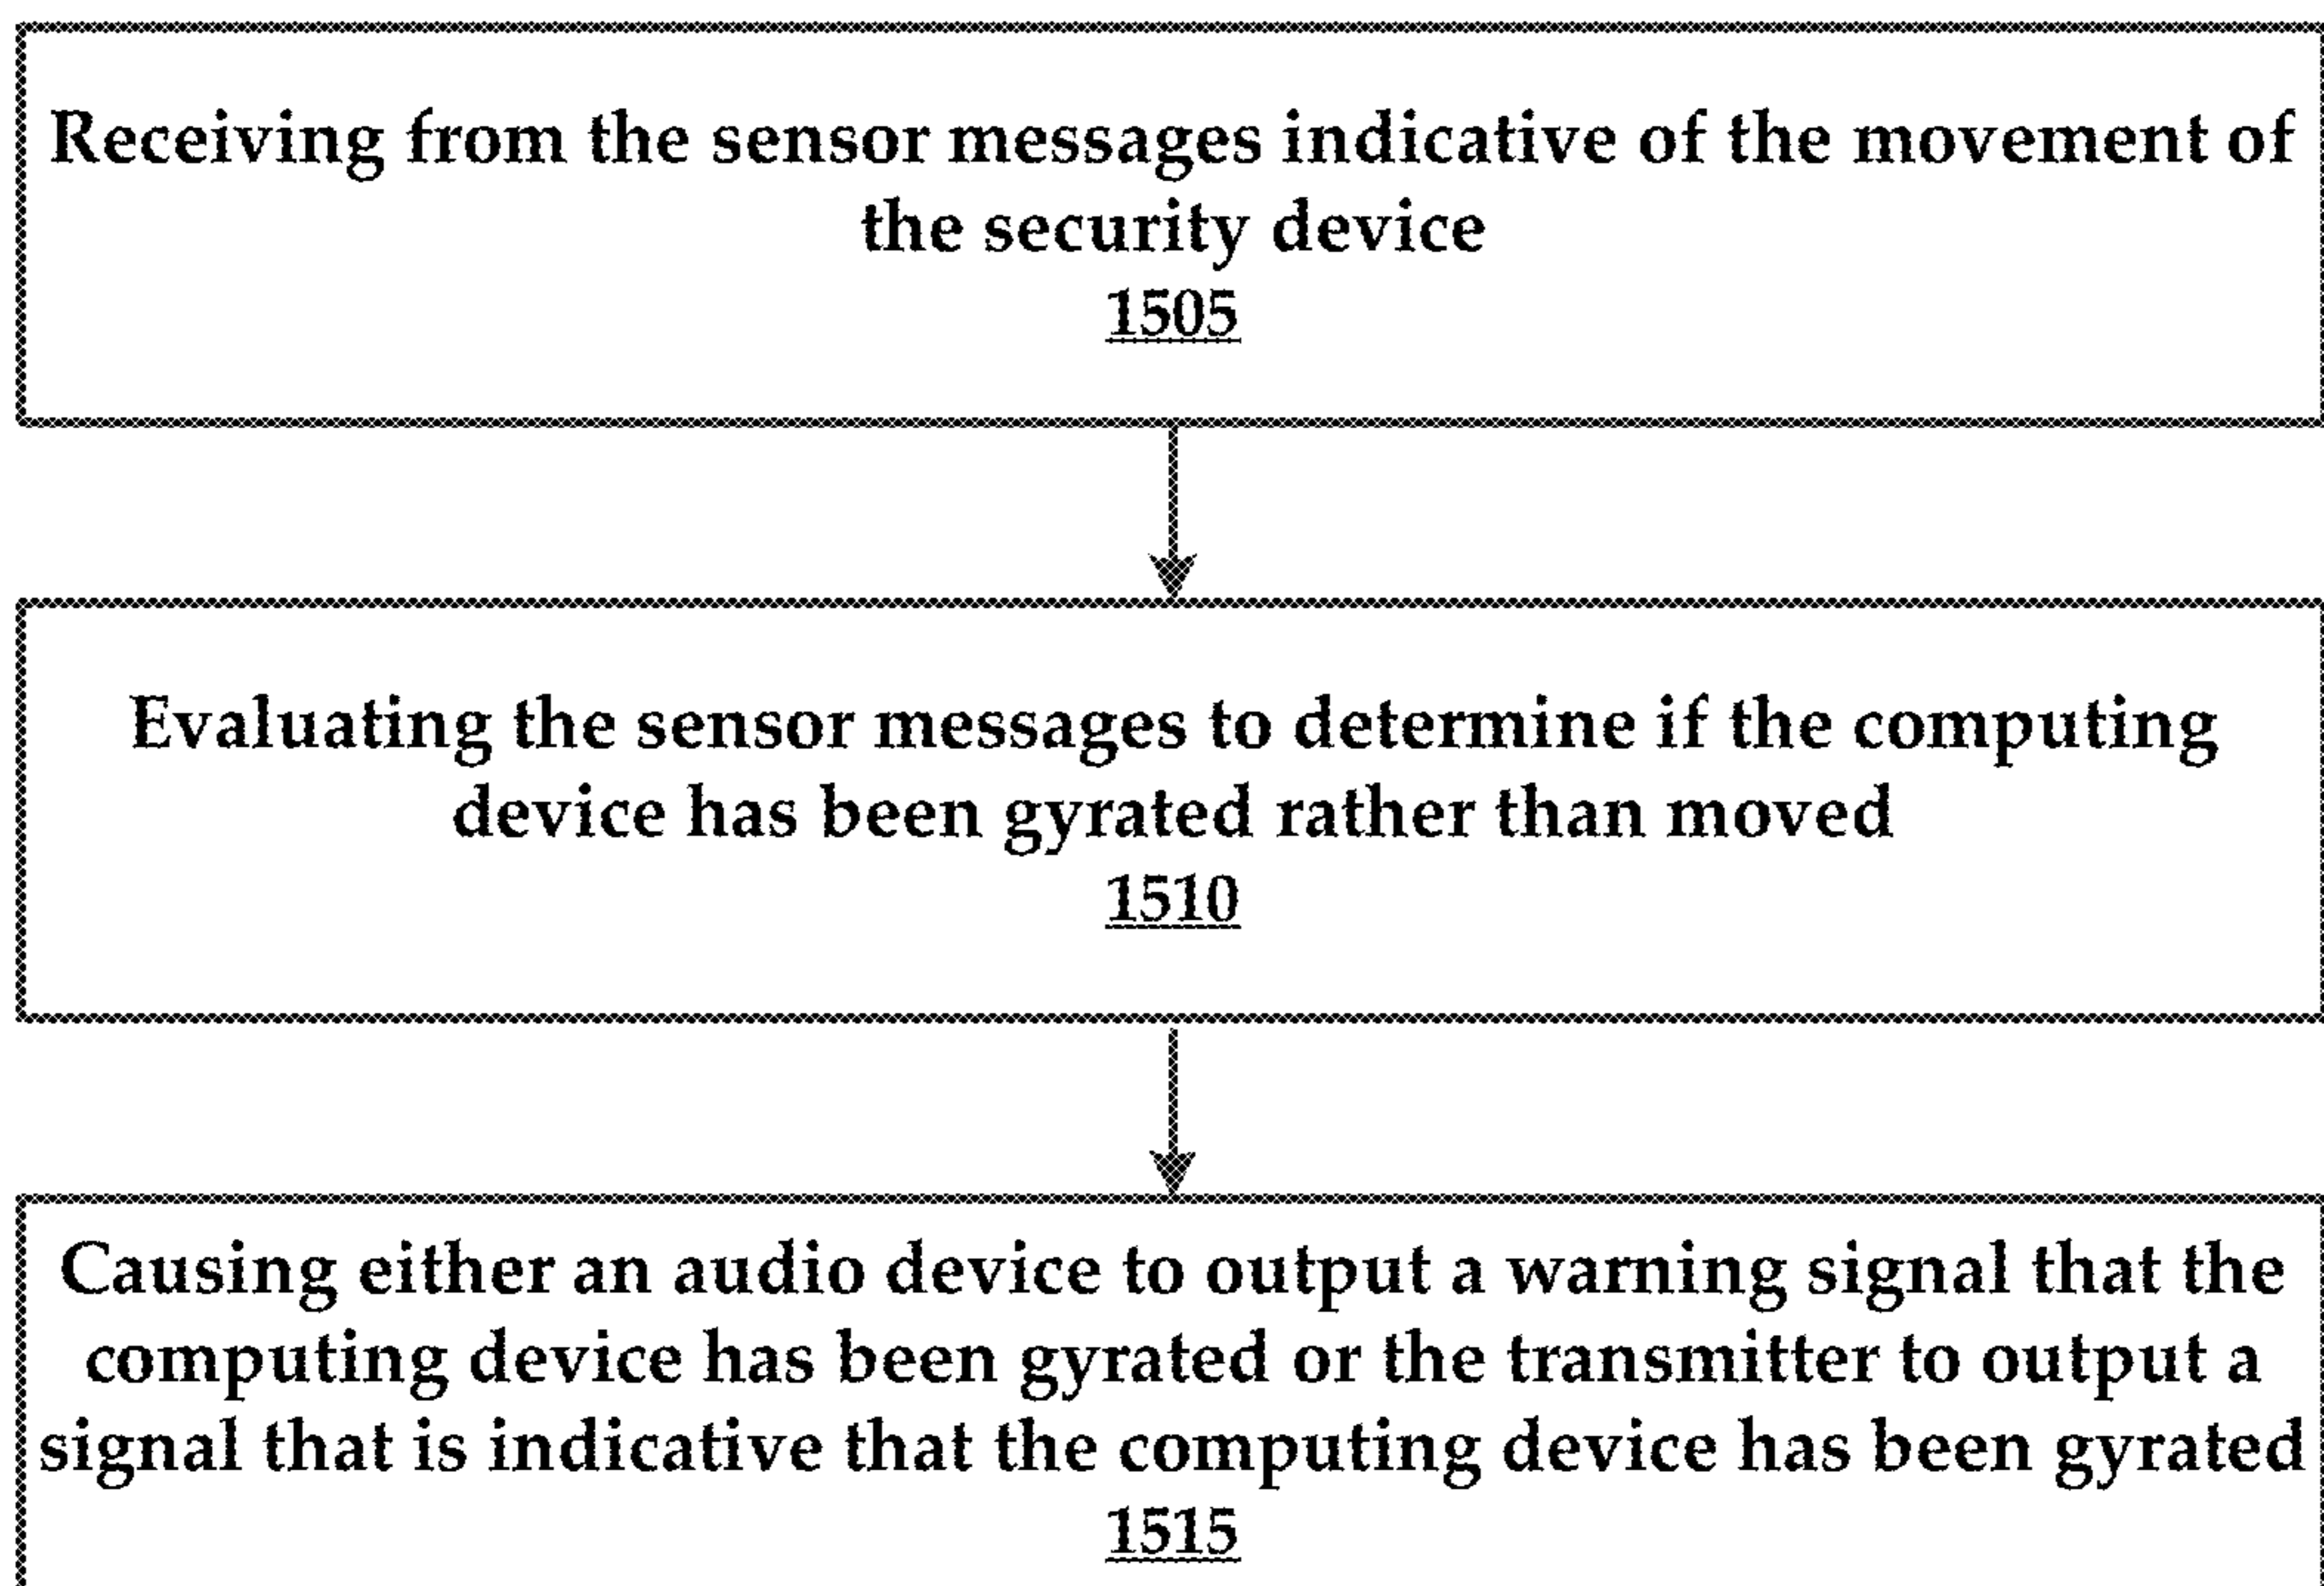 Receiving from the sensor messages indicative of the movement of
the security device
1505
Evaluating the sensor messages to determine if the computing
device has been gyrated rather than moved
1510
Causing either an audio device to output a warning signal that the
computing device has been gyrated or the transmitter to output a
signal that is indicative that the computing device has been gyrated
1515